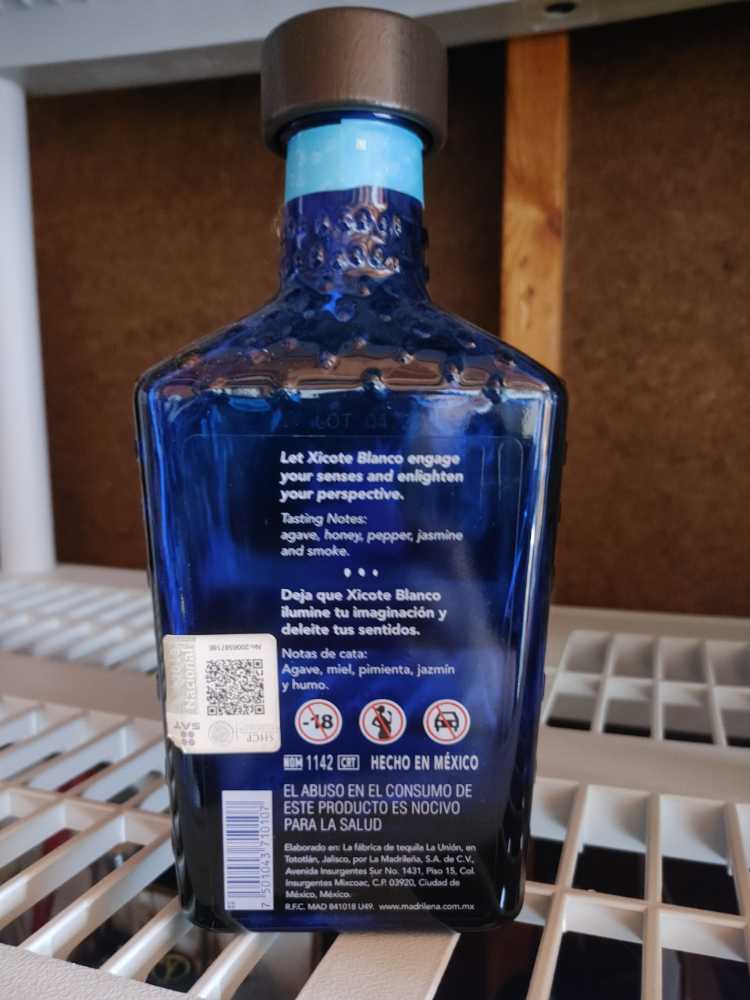 N
LOT 04
Let Xicote Blanco engage
your senses and enlighten
your perspective.
Tasting Notes:
agave, honey, pepper, jasmine
and smoke.
Deja que Xicote Blanco
ilumine tu imaginación y
deleite tus sentidos.
Notas de cata:
Agave, miel, pimienta, jazmín
y humo.
Nacional
SAT
SHCP
-18
NOM 1142 CRT HECHO EN MÉXICO
EL ABUSO EN EL CONSUMO DE
ESTE PRODUCTO ES NOCIVO
PARA LA SALUD
Elaborado en: La fábrica de tequila La Unión, en
Tototlán, Jalisco, por La Madrileña, S.A. de C.V.,
Avenida Insurgentes Sur No. 1431, Piso 15, Col.
Insurgentes Mixcoac, C.P. 03920, Ciudad de
México, México.
R.F.C. MAD 841018 U49. www.madrilena.com.mx
7 501043 710107